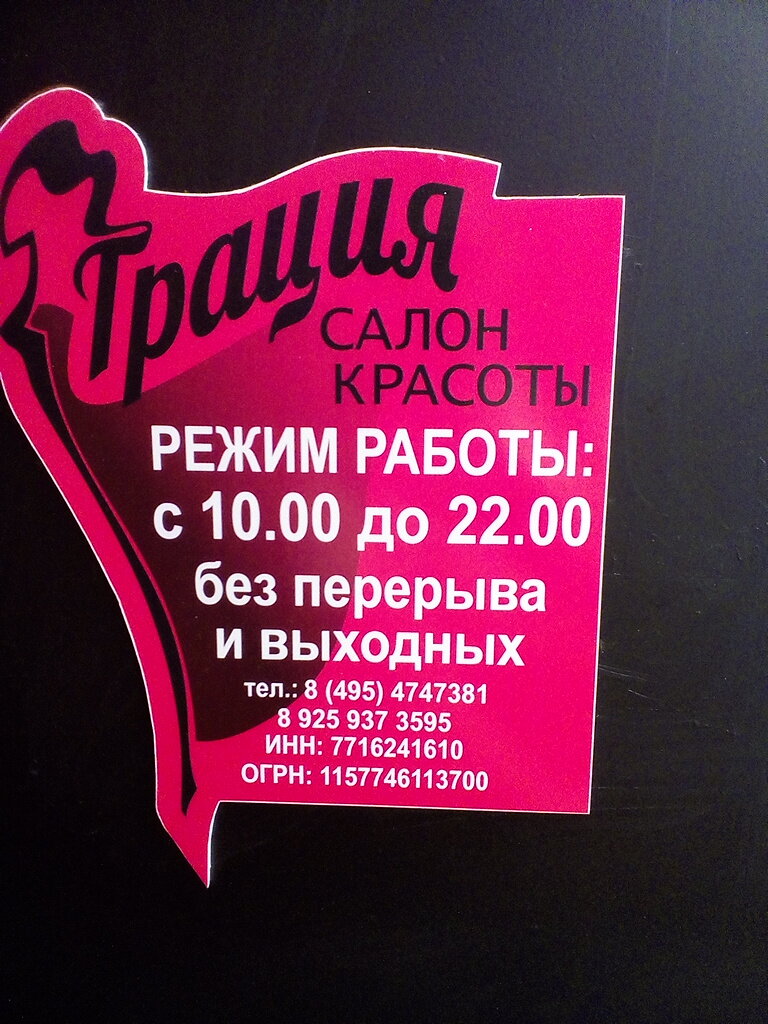 Грация
САЛОН
КРАСОТЫ
РЕЖИМ РАБОТЫ:
с 10.00 до 22.00
без перерыва
и выходных
тел.: 8 (495) 4747381
8 925 937 3595
ИНН: 7716241610
ОГРН: 1157746113700